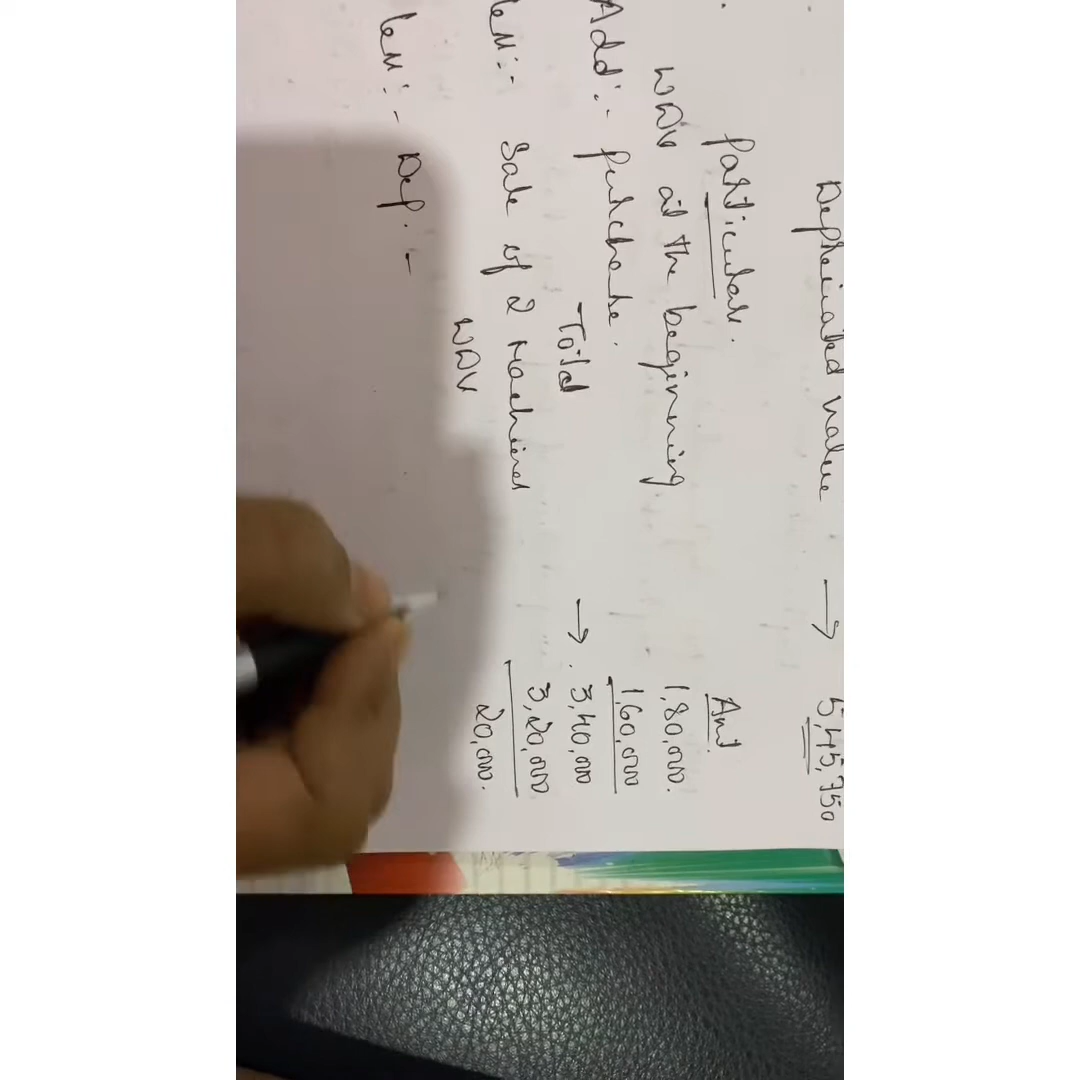 Depreciated value → 5,45,750
Particular. Amt.
WDV at the beginning 1,80,000.
Add:- purchase. 1,60,000
Total → 3,40,000
Less:- Sale of 2 Machines 3,20,000
WDV 20,000.
Less:- Dep. -